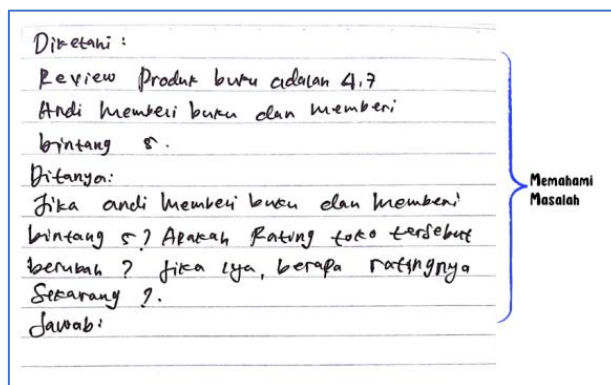 Diketahi :
Review Produk buku adalah 4,7
Andi membeli buku dan memberi
bintang 5.
Ditanya:
Jika andi membeli buku dan memberi
bintang 5? Apakah Rating toko tersebut
berubah ? Jika iya, berapa ratingnya
Sekarang ?.
Jawab:
Memahami
Masalah